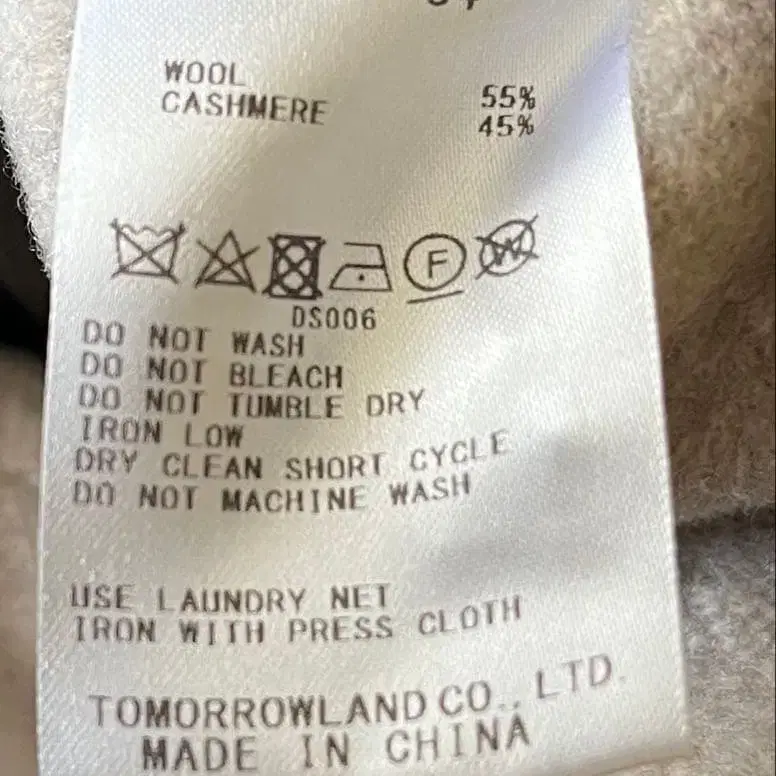 WOOL 55%
CASHMERE 45%
F W
DS006
DO NOT WASH
DO NOT BLEACH
DO NOT TUMBLE DRY
IRON LOW
DRY CLEAN SHORT CYCLE
DO NOT MACHINE WASH
USE LAUNDRY NET
IRON WITH PRESS CLOTH
TOMORROWLAND CO., LTD.
MADE IN CHINA